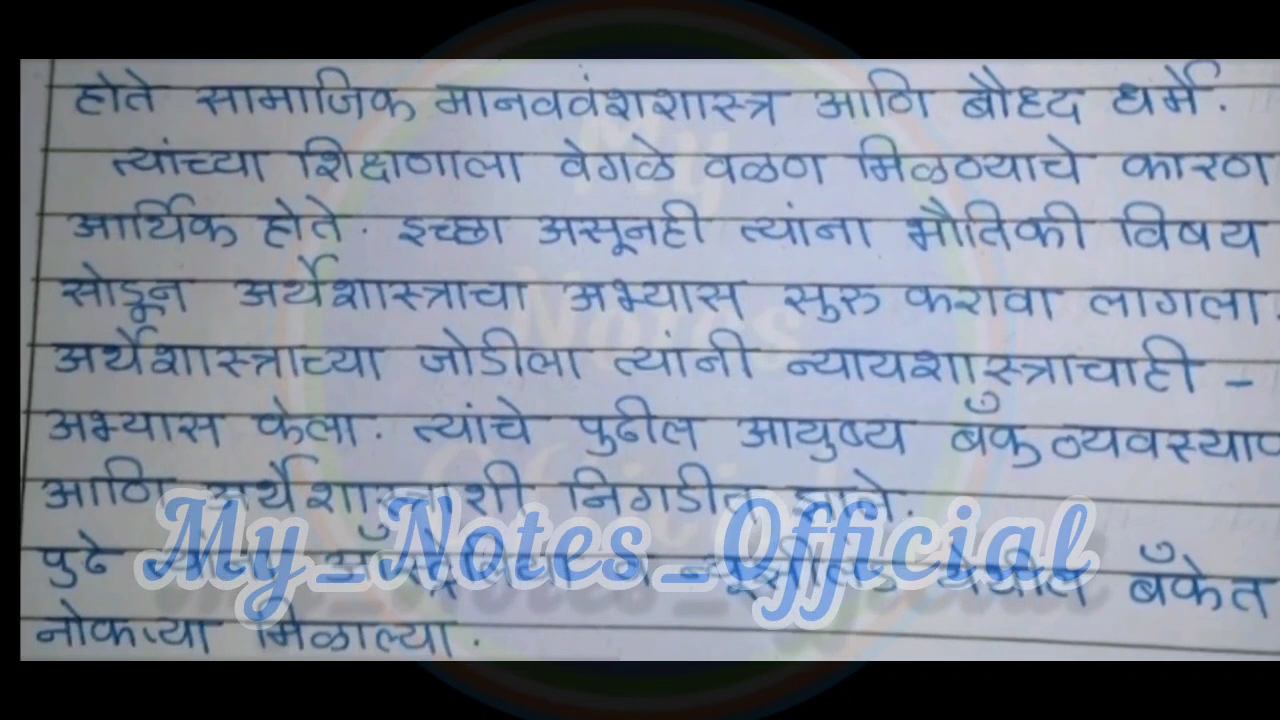 होते सामाजिक मानववंशशास्त्र आणि बौध्द धर्म.
त्यांच्या शिक्षणाला वेगळे वळण मिळण्याचे कारण
आर्थिक होते. इच्छा असूनही त्यांना भौतिकी विषय
सोडून अर्थशास्त्राचा अभ्यास सुरु करावा लागला.
अर्थशास्त्राच्या जोडीला त्यांनी न्यायशास्त्राचाही -
अभ्यास केला. त्यांचे पुढील आयुष्य बँक व्यवस्थाप
आणि अर्थशास्त्राशी निगडीत झाले.
My_Notes_Official
पुढे बँकेत
नोकऱ्या मिळाल्या.